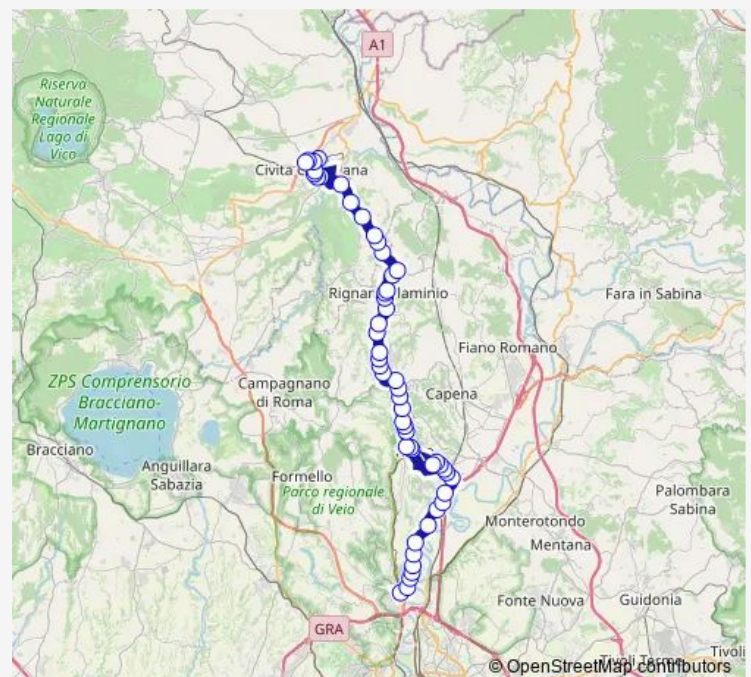 A1
Riserva
Naturale
Regionale
Lago di
Vico
Civita
ana
Fara in Sabina
Fiano Romano
ZPS Comprensorio
Bracciano-
Martignano
Campagnano
di Roma
Capena
Bracciano
Anguillara
Sabazia
Formello
Parco regionale
di Veio
Palombara
Sabina
Monterotondo
Mentana
Fonte Nuova
Guidonia
GRA
Tivoli
Tivoli Terme
© OpenStreetMap contributors